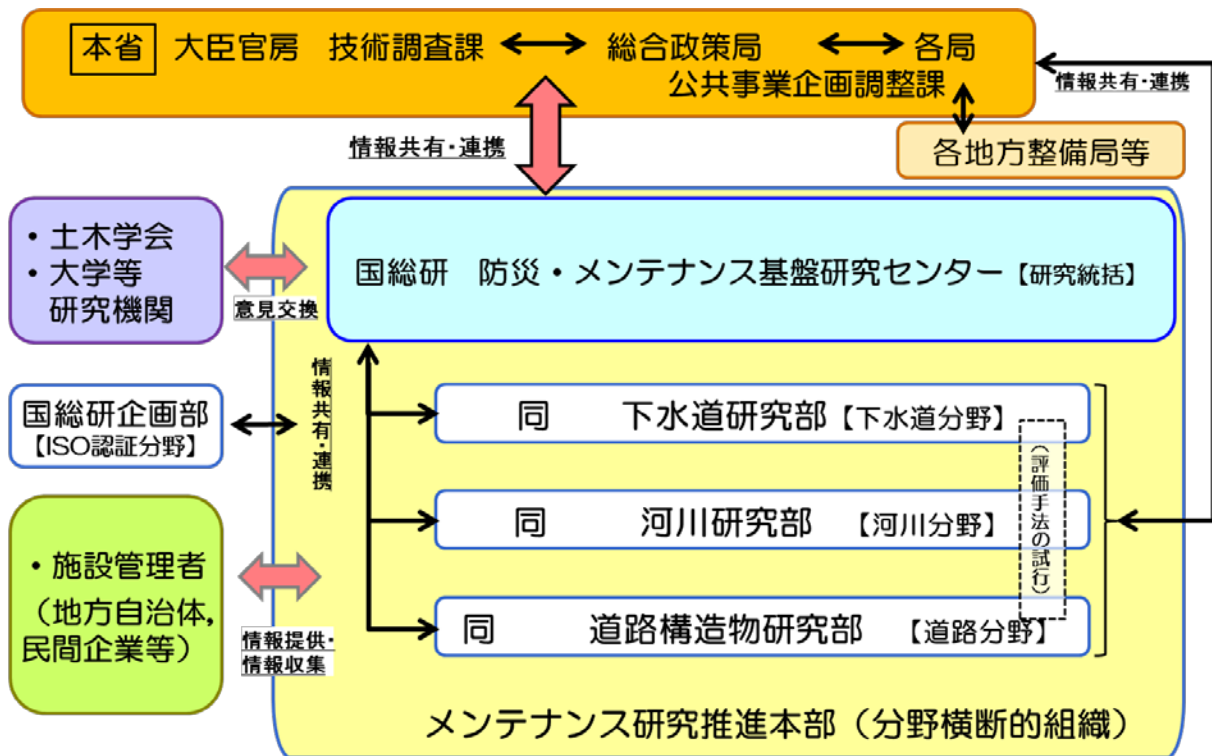 本省 大臣官房 技術調査課 総合政策局 各局
公共事業企画調整課
情報共有・連携
各地方整備局等
情報共有・連携
・土木学会
・大学等
研究機関
意見交換
国総研 防災・メンテナンス基盤研究センター【研究統括】
国総研企画部
【ISO認証分野】
情報共有・連携
同 下水道研究部【下水道分野】
同 河川研究部 【河川分野】
同 道路構造物研究部 【道路分野】
（評価手法の試行）
・施設管理者
（地方自治体,
民間企業等）
情報提供・
情報収集
メンテナンス研究推進本部（分野横断的組織）